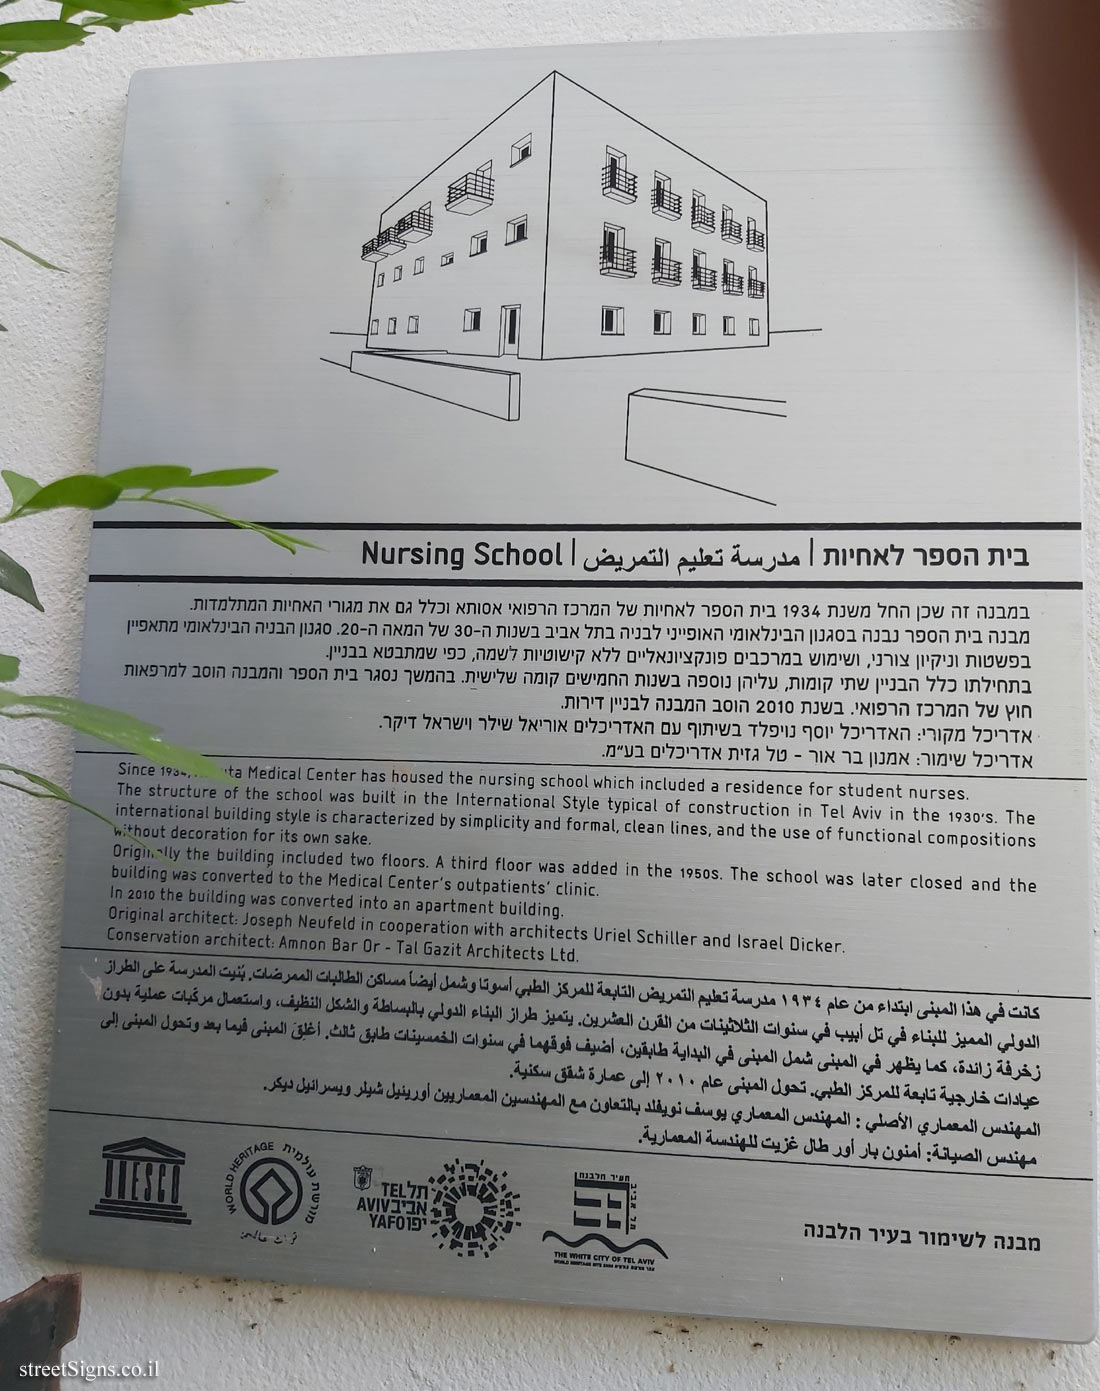 בית הספר לאחיות | مدرسة تعليم التمريض | Nursing School
במבנה זה שכן החל משנת 1934 בית הספר לאחיות של המרכז הרפואי אסותא וכלל גם את מגורי האחיות המתלמדות.
מבנה בית הספר נבנה בסגנון הבינלאומי האופייני לבניה בתל אביב בשנות ה-30 של המאה ה-20. סגנון הבניה הבינלאומי מתאפיין
בפשטות וניקיון צורני, ושימוש במרכבים פונקציונאליים ללא קישוטיות לשמה, כפי שמתבטא בבניין.
בתחילתו כלל הבניין שתי קומות, עליהן נוספה בשנות החמישים קומה שלישית. בהמשך נסגר בית הספר והמבנה הוסב למרפאות
חוץ של המרכז הרפואי. בשנת 2010 הוסב המבנה לבניין דירות.
אדריכל מקורי: האדריכל יוסף נויפלד בשיתוף עם האדריכלים אוריאל שילר וישראל דיקר.
אדריכל שימור: אמנון בר אור - טל גזית אדריכלים בע״מ.
Since 1934, Medical Center has housed the nursing school which included a residence for student nurses.
The structure of the school was built in the International Style typical of construction in Tel Aviv in the 1930's. The
international building style is characterized by simplicity and formal, clean lines, and the use of functional compositions
without decoration for its own sake.
Originally the building included two floors. A third floor was added in the 1950s. The school was later closed and the
building was converted to the Medical Center's outpatients' clinic.
In 2010 the building was converted into an apartment building.
Original architect: Joseph Neufeld in cooperation with architects Uriel Schiller and Israel Dicker.
Conservation architect: Amnon Bar Or - Tal Gazit Architects Ltd.
كانت في هذا المبنى ابتداء من عام ١٩٣٤ مدرسة تعليم التمريض التابعة للمركز الطبي أسوتا وشمل أيضاً مساكن الطالبات الممرضات. بُنيت المدرسة على الطراز
الدولي المميز للبناء في تل أبيب في سنوات الثلاثينات من القرن العشرين. يتميز طراز البناء الدولي بالبساطة والشكل النظيف، واستعمال مركّبات عملية بدون
زخرفة زائدة، كما يظهر في المبنى شمل المبنى في البداية طابقين، أضيف فوقهما في سنوات الخمسينات طابق ثالث. أغلِقَ المبنى فيما بعد وتحول المبنى إلى
عيادات خارجية تابعة للمركز الطبي. تحول المبنى عام ٢٠١٠ إلى عمارة شقق سكنية.
المهندس المعماري الأصلي : المهندس المعماري يوسف نويفلد بالتعاون مع المهندسين المعماريين أورينيل شيلر ويسرائيل ديكر.
مهندس الصيانة: أمنون بار أور طال غزيت للهندسة المعمارية.
UNESCO
WORLD HERITAGE
מורשת עולמית
TEL תל
AVIV אביב
YAFO יפו
העיר הלבנה
תל אביב
THE WHITE CITY OF TEL AVIV
מבנה לשימור בעיר הלבנה
streetSigns.co.il